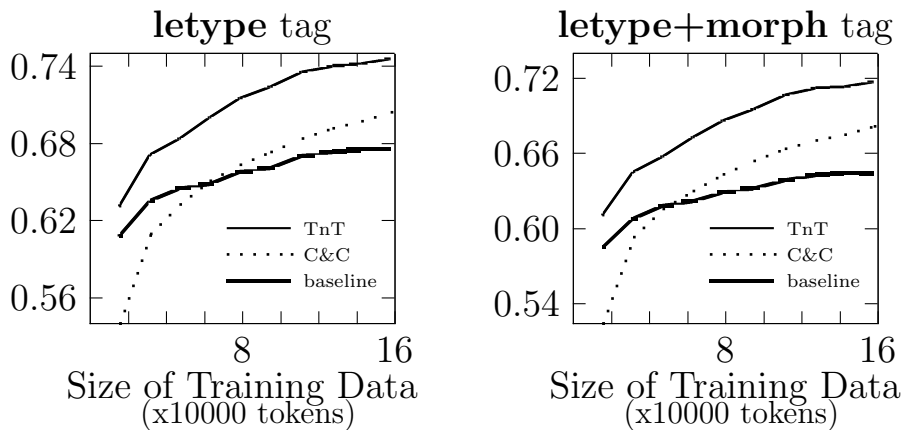 letype tag
0.74
0.68
0.62
0.56
TnT
C&C
baseline
8
16
Size of Training Data
(x10000 tokens)
letype+morph tag
0.72
0.66
0.60
0.54
TnT
C&C
baseline
8
16
Size of Training Data
(x10000 tokens)